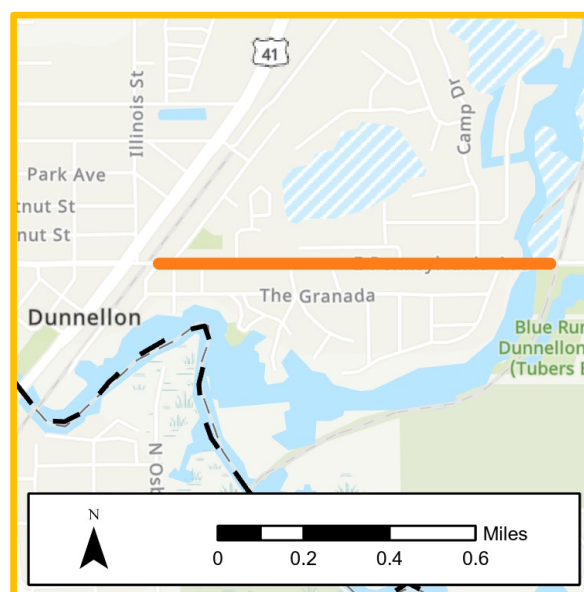 41
Illinois St
Camp Dr
Park Ave
tnut St
nut St
The Granada
Dunnellon
Blue Run
Dunnellon
(Tubers E
N Osb
N
Miles
0 0.2 0.4 0.6